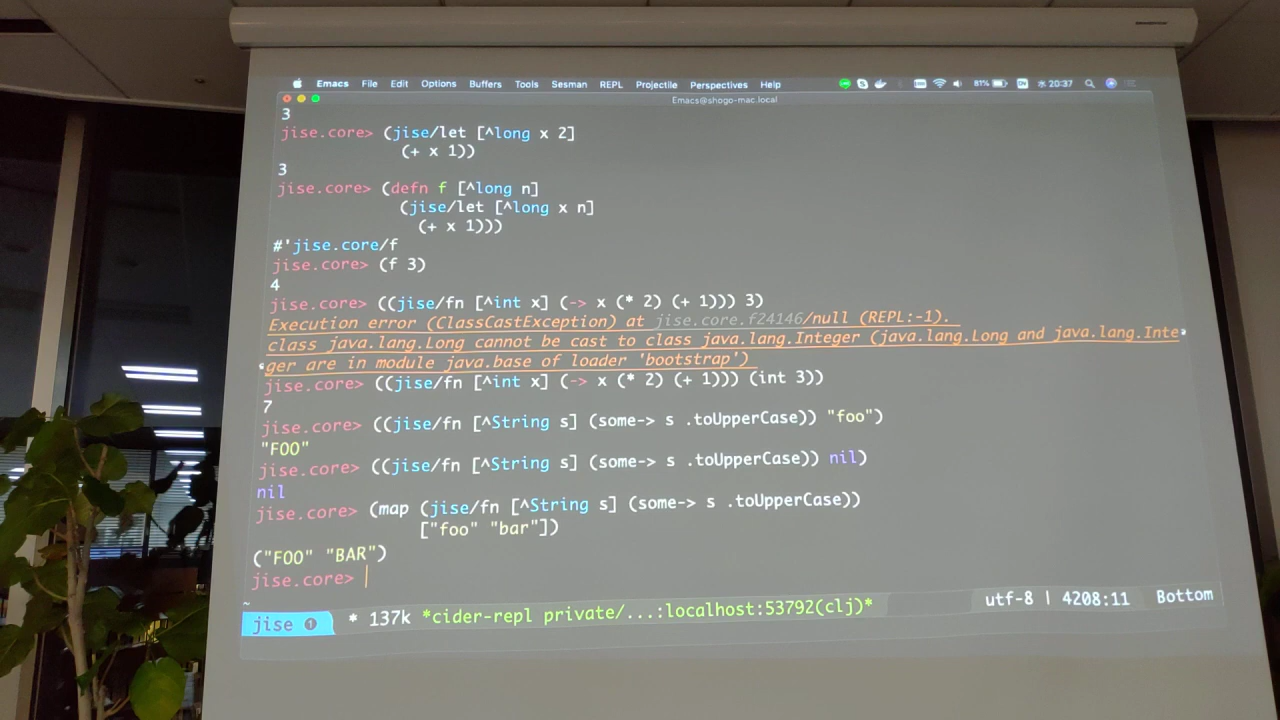 Emacs File Edit Options Buffers Tools Sesman REPL Projectile Perspectives Help 81% 水 20:37
Emacs@shogo-mac.local
3
jise.core> (jise/let [^long x 2]
(+ x 1))
3
jise.core> (defn f [^long n]
(jise/let [^long x n]
(+ x 1)))
#'jise.core/f
jise.core> (f 3)
4
jise.core> ((jise/fn [^int x] (-> x (* 2) (+ 1))) 3)
Execution error (ClassCastException) at jise.core.f24146/null (REPL:-1).
class java.lang.Long cannot be cast to class java.lang.Integer (java.lang.Long and java.lang.Inte
ger are in module java.base of loader 'bootstrap')
jise.core> ((jise/fn [^int x] (-> x (* 2) (+ 1))) (int 3))
7
jise.core> ((jise/fn [^String s] (some-> s .toUpperCase)) "foo")
"FOO"
jise.core> ((jise/fn [^String s] (some-> s .toUpperCase)) nil)
nil
jise.core> (map (jise/fn [^String s] (some-> s .toUpperCase))
["foo" "bar"])
("FOO" "BAR")
jise.core>
~
jise 1 * 137k *cider-repl private/...:localhost:53792(clj)* utf-8 | 4208:11 Bottom